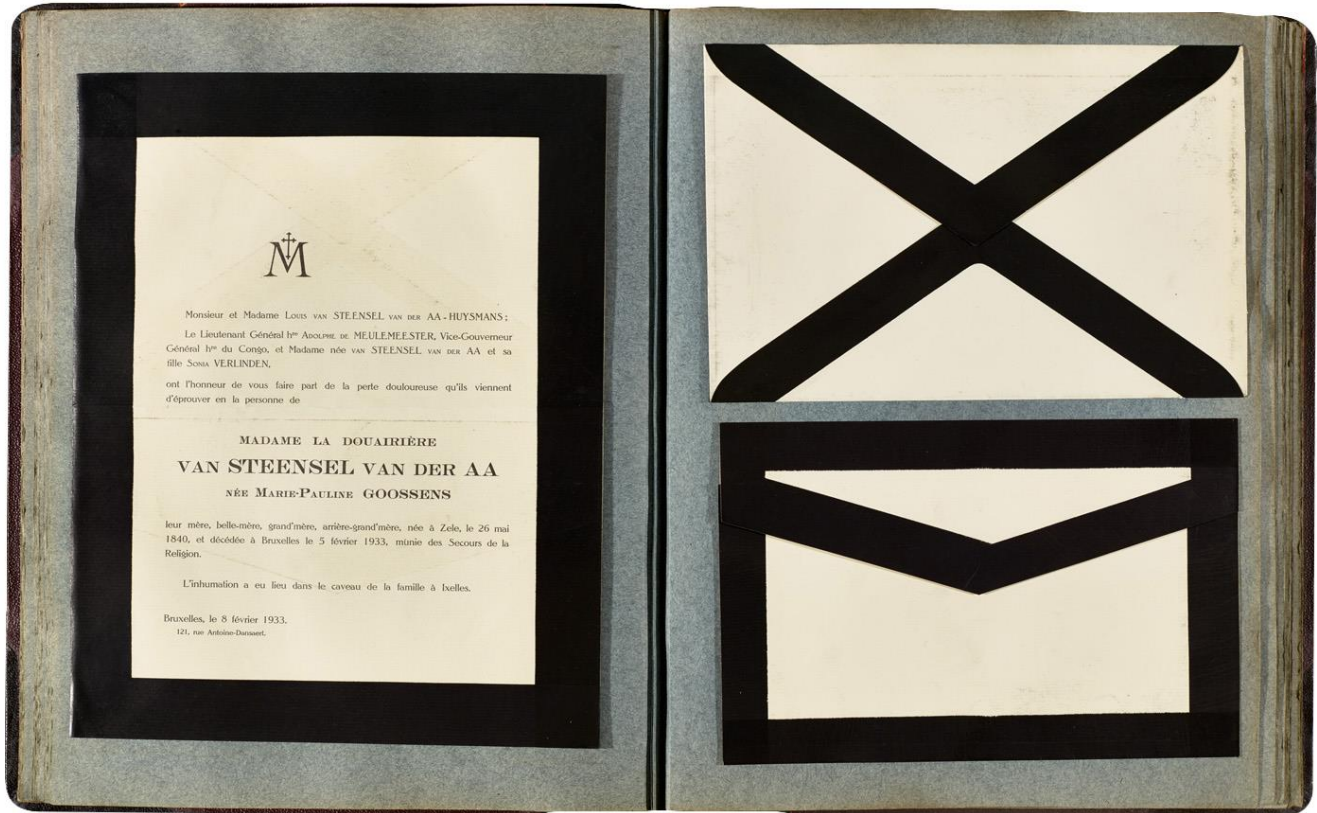 M
Monsieur et Madame Louis van STEENSEL van der AA - HUYSMANS;
Le Lieutenant Général hre Adolphe de MEULEMEESTER, Vice-Gouverneur
Général hre du Congo, et Madame née van STEENSEL van der AA et sa
fille Sonia VERLINDEN,
ont l'honneur de vous faire part de la perte douloureuse qu'ils viennent
d'éprouver en la personne de
MADAME LA DOUAIRIÈRE
VAN STEENSEL VAN DER AA
NÉE MARIE-PAULINE GOOSSENS
leur mère, belle-mère, grand'mère, arrière-grand'mère, née à Zele, le 26 mai
1840, et décédée à Bruxelles le 5 février 1933, munie des Secours de la
Religion.
L'inhumation a eu lieu dans le caveau de la famille à Ixelles.
Bruxelles, le 8 février 1933.
121, rue Antoine-Dansaert.